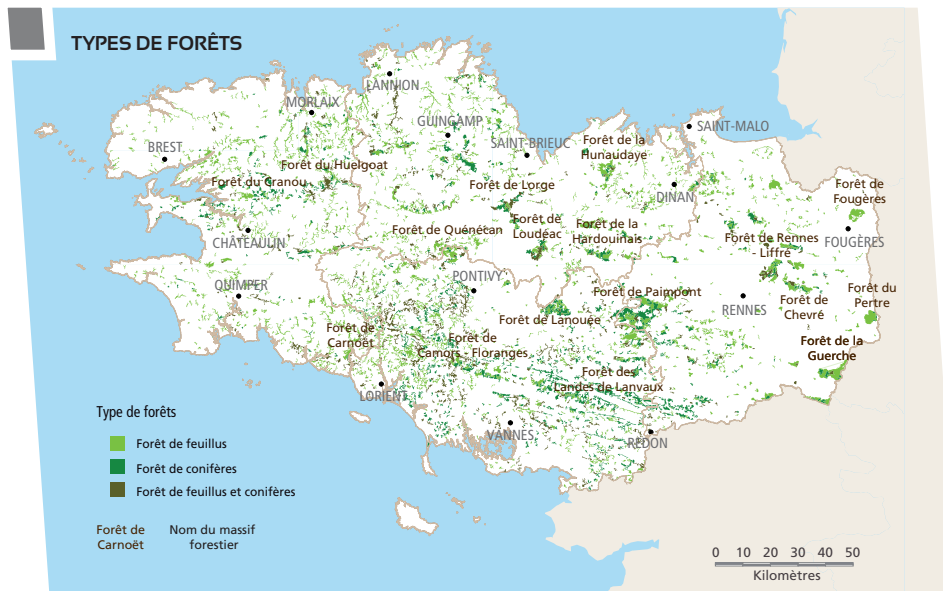 TYPES DE FORÊTS
LANNION
MORLAIX
GUINGAMP
SAINT-MALO
BREST
SAINT-BRIEUC
Forêt de la
Hunaudaye
Forêt du Huelgoat
Forêt du Cranou
Forêt de Lorge
DINAN
Forêt de
Fougères
Forêt de Quénécan
Forêt de
Loudéac
Forêt de la
Hardouinais
Forêt de Rennes
- Liffré
FOUGÈRES
CHÂTEAULIN
PONTIVY
QUIMPER
Forêt de Paimpont
RENNES
Forêt de
Chevré
Forêt du
Pertre
Forêt de Lanouée
Forêt de
Carnoët
Forêt de
Camors - Floranges
Forêt de la
Guerche
Forêt des
Landes de Lanvaux
LORIENT
VANNES
REDON
Type de forêts
Forêt de feuillus
Forêt de conifères
Forêt de feuillus et conifères
Forêt de
Carnoët
Nom du massif
forestier
0 10 20 30 40 50
Kilomètres